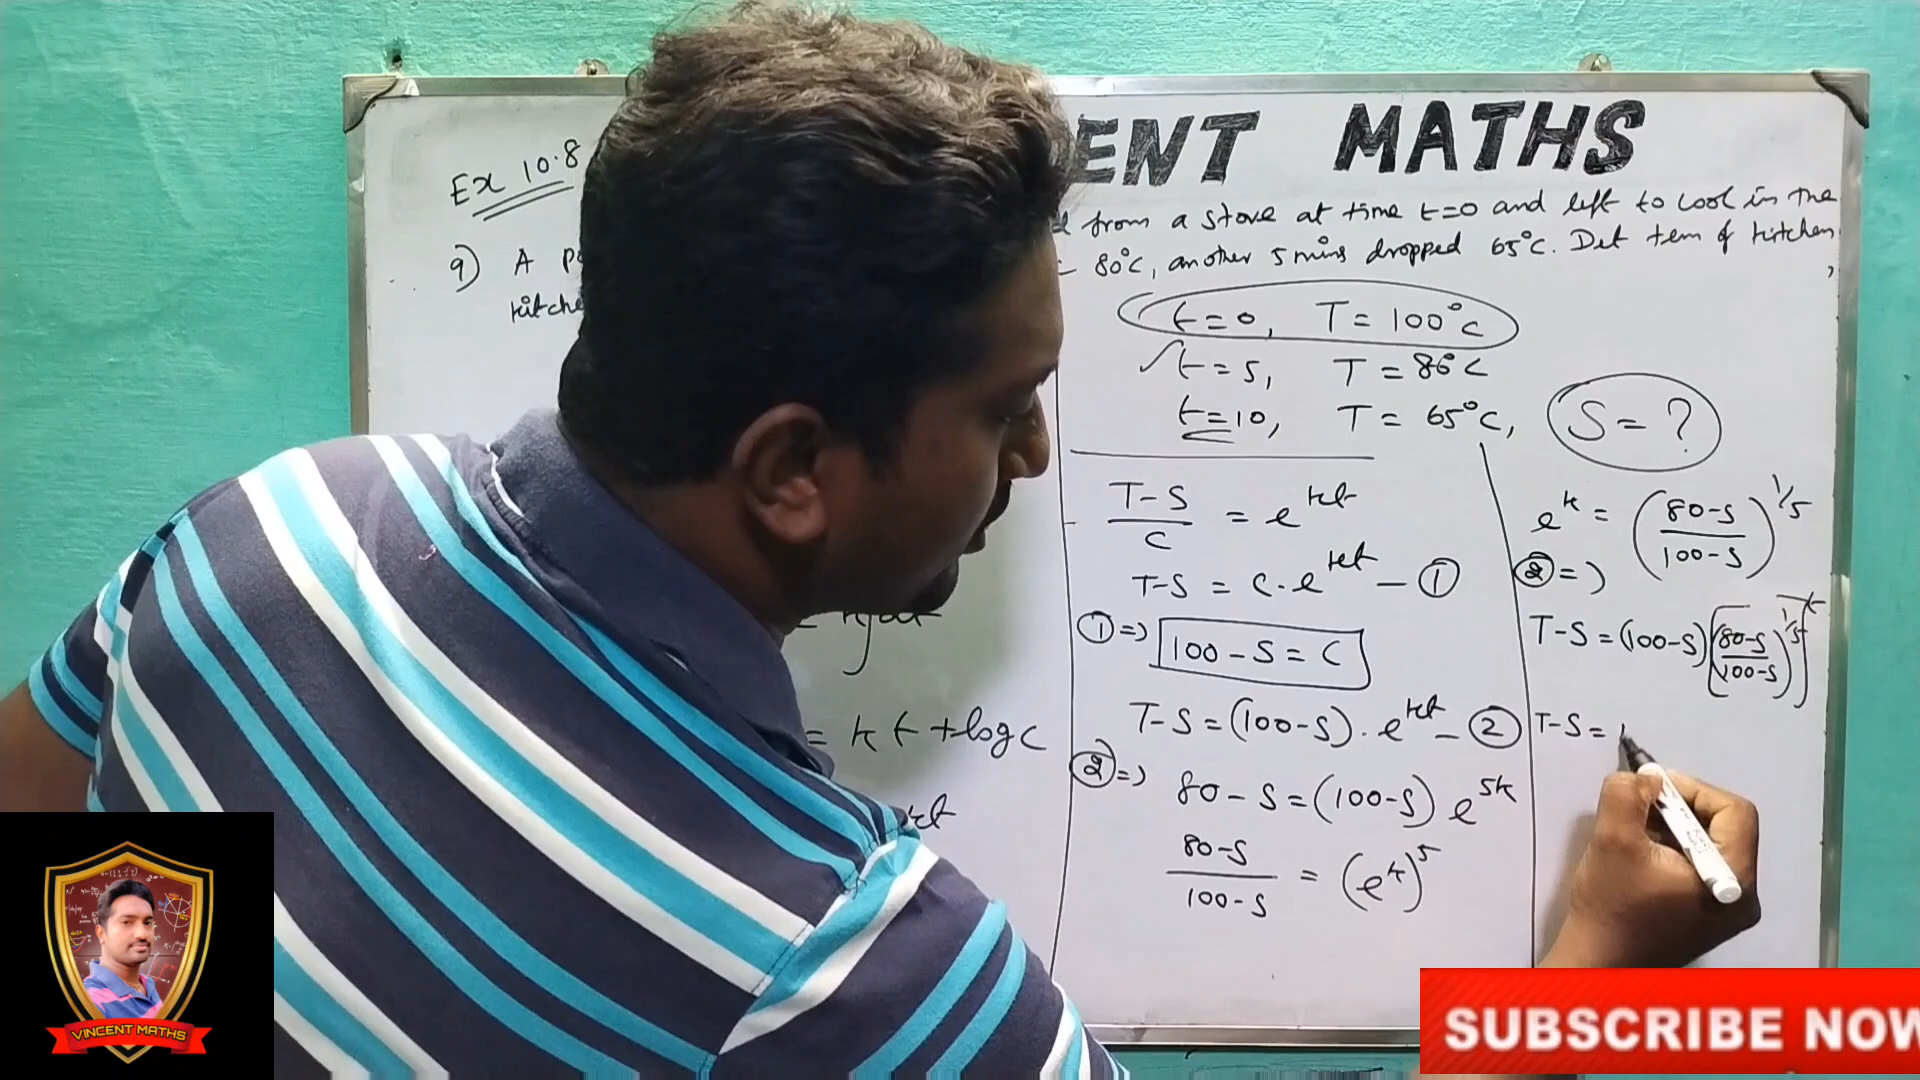 ENT MATHS
Ex 10.8
9) A
from a stove at time t=0 and left to cool in the
80°C, another 5 mins dropped 65°C. Det tem of kitchen,
t=0, T = 100°C
t=5, T = 80°C
t=10, T = 65°C, S = ?
T-S/C = e^kt
T-S = C.e^kt - ①
①=> 100-S = C
T-S = (100-S).e^kt - ②
②=> 80-S = (100-S) e^5k
80-S/100-S = (e^k)^5
= kt + log C
kt
e^k = (80-S/100-S)^1/5
②=>
T-S = (100-S)[(80-S/100-S)^1/5]^t
T-S =
VINCENT MATHS
SUBSCRIBE NOW